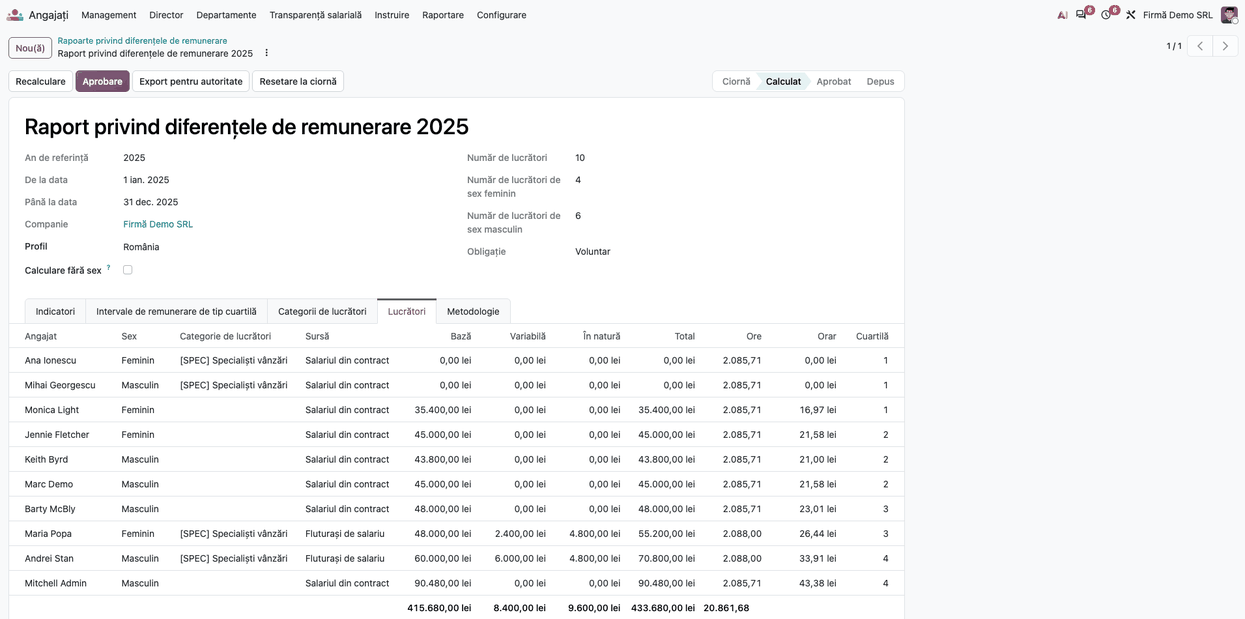 Angajați Management Director Departamente Transparență salarială Instruire Raportare Configurare AI 6 6 Firmă Demo SRL
Nou(ă) Rapoarte privind diferențele de remunerare
Raport privind diferențele de remunerare 2025
1 / 1
Recalculare Aprobare Export pentru autoritate Resetare la ciornă Ciornă Calculat Aprobat Depus
Raport privind diferențele de remunerare 2025
An de referință 2025
De la data 1 ian. 2025
Până la data 31 dec. 2025
Companie Firmă Demo SRL
Profil România
Calculare fără sex ?
Număr de lucrători 10
Număr de lucrători de sex feminin 4
Număr de lucrători de sex masculin 6
Obligație Voluntar
Indicatori Intervale de remunerare de tip cuartilă Categorii de lucrători Lucrători Metodologie
Angajat Sex Categorie de lucrători Sursă Bază Variabilă În natură Total Ore Orar Cuartilă
Ana Ionescu Feminin [SPEC] Specialiști vânzări Salariul din contract 0,00 lei 0,00 lei 0,00 lei 0,00 lei 2.085,71 0,00 lei 1
Mihai Georgescu Masculin [SPEC] Specialiști vânzări Salariul din contract 0,00 lei 0,00 lei 0,00 lei 0,00 lei 2.085,71 0,00 lei 1
Monica Light Feminin Salariul din contract 35.400,00 lei 0,00 lei 0,00 lei 35.400,00 lei 2.085,71 16,97 lei 1
Jennie Fletcher Feminin Salariul din contract 45.000,00 lei 0,00 lei 0,00 lei 45.000,00 lei 2.085,71 21,58 lei 2
Keith Byrd Masculin Salariul din contract 43.800,00 lei 0,00 lei 0,00 lei 43.800,00 lei 2.085,71 21,00 lei 2
Marc Demo Masculin Salariul din contract 45.000,00 lei 0,00 lei 0,00 lei 45.000,00 lei 2.085,71 21,58 lei 2
Barty McBly Masculin Salariul din contract 48.000,00 lei 0,00 lei 0,00 lei 48.000,00 lei 2.085,71 23,01 lei 3
Maria Popa Feminin [SPEC] Specialiști vânzări Fluturași de salariu 48.000,00 lei 2.400,00 lei 4.800,00 lei 55.200,00 lei 2.088,00 26,44 lei 3
Andrei Stan Masculin [SPEC] Specialiști vânzări Fluturași de salariu 60.000,00 lei 6.000,00 lei 4.800,00 lei 70.800,00 lei 2.088,00 33,91 lei 4
Mitchell Admin Masculin Salariul din contract 90.480,00 lei 0,00 lei 0,00 lei 90.480,00 lei 2.085,71 43,38 lei 4
415.680,00 lei 8.400,00 lei 9.600,00 lei 433.680,00 lei 20.861,68